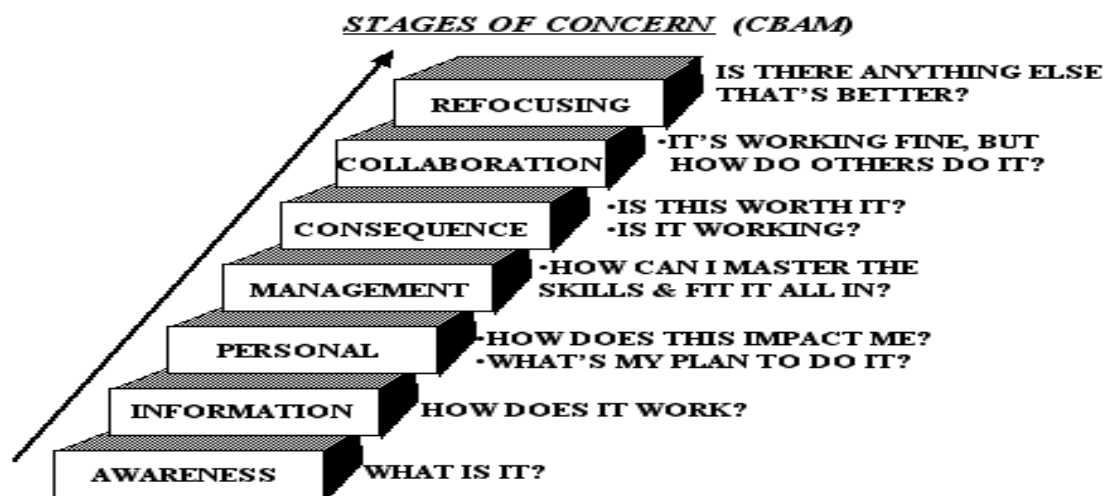 STAGES OF CONCERN (CBAM)
REFOCUSING
IS THERE ANYTHING ELSE
THAT'S BETTER?
COLLABORATION
•IT'S WORKING FINE, BUT
HOW DO OTHERS DO IT?
CONSEQUENCE
•IS THIS WORTH IT?
•IS IT WORKING?
MANAGEMENT
•HOW CAN I MASTER THE
SKILLS & FIT IT ALL IN?
PERSONAL
•HOW DOES THIS IMPACT ME?
•WHAT'S MY PLAN TO DO IT?
INFORMATION
HOW DOES IT WORK?
AWARENESS
WHAT IS IT?